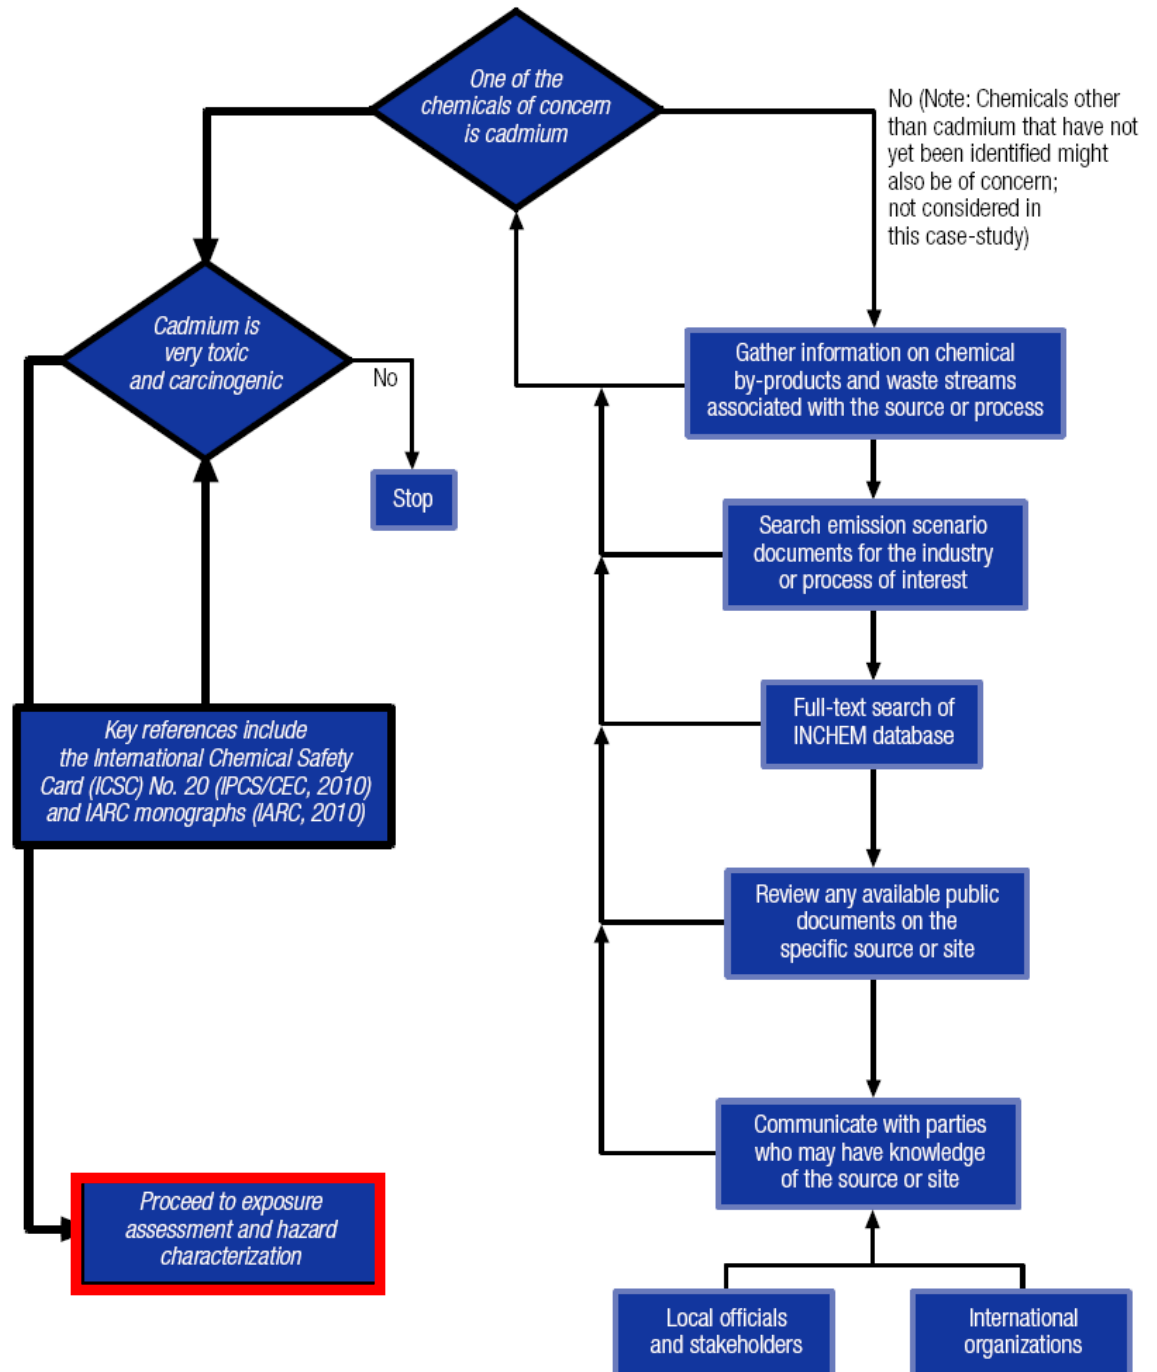 One of the
chemicals of concern
is cadmium
No (Note: Chemicals other
than cadmium that have not
yet been identified might
also be of concern;
not considered in
this case-study)
Cadmium is
very toxic
and carcinogenic
No
Stop
Gather information on chemical
by-products and waste streams
associated with the source or process
Search emission scenario
documents for the industry
or process of interest
Key references include
the International Chemical Safety
Card (ICSC) No. 20 (IPCS/CEC, 2010)
and IARC monographs (IARC, 2010)
Full-text search of
INCHEM database
Review any available public
documents on the
specific source or site
Communicate with parties
who may have knowledge
of the source or site
Proceed to exposure
assessment and hazard
characterization
Local officials
and stakeholders
International
organizations